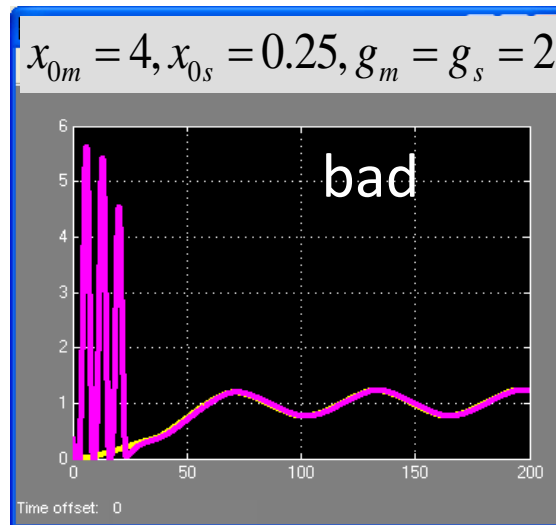 x₀ₘ = 4, x₀ₛ = 0.25, gₘ = gₛ = 2
bad
6
5
4
3
2
1
0
0 50 100 150 200
Time offset: 0